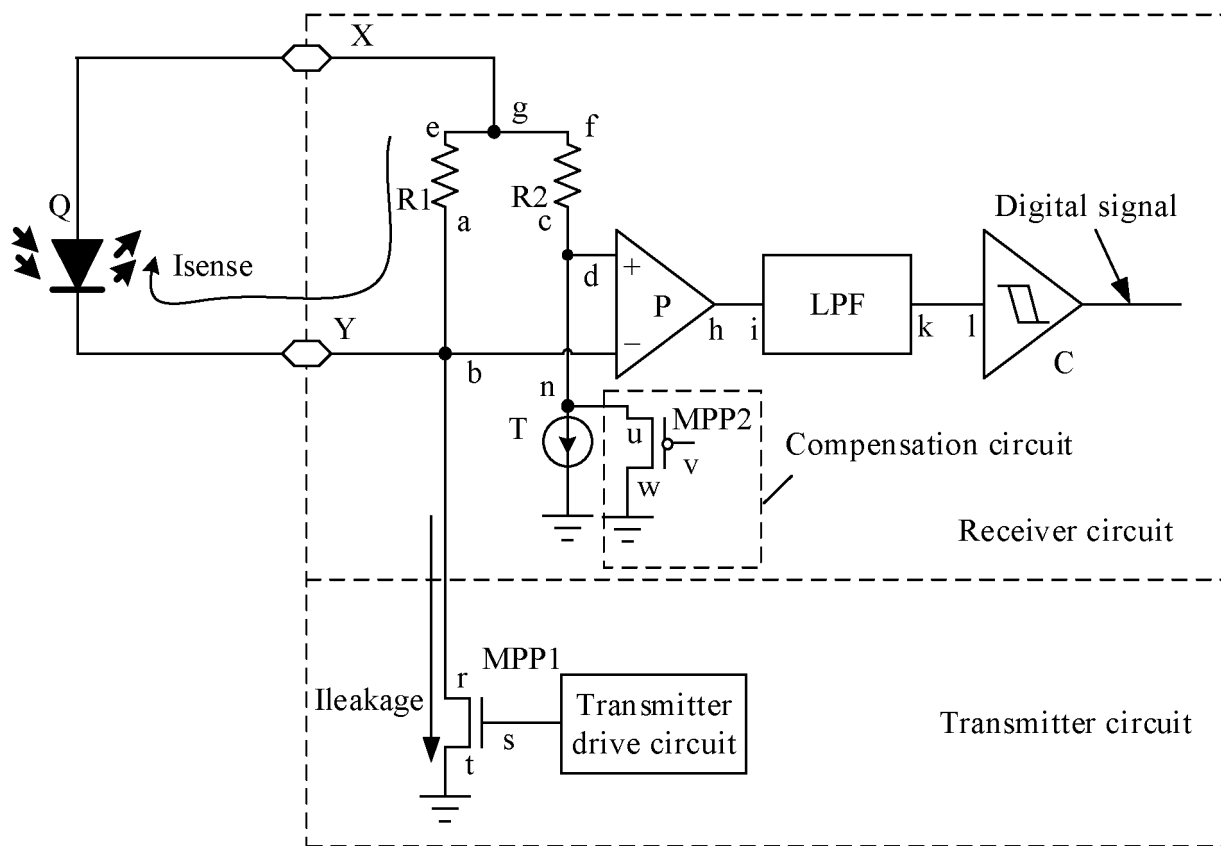 X
g
e
f
R1
R2
Q
a
c
Digital signal
Isense
d
+
P
LPF
Y
−
h
i
k
l
C
b
n
T
MPP2
u
v
w
Compensation circuit
Receiver circuit
MPP1
r
Ileakage
Transmitter
drive circuit
s
t
Transmitter circuit